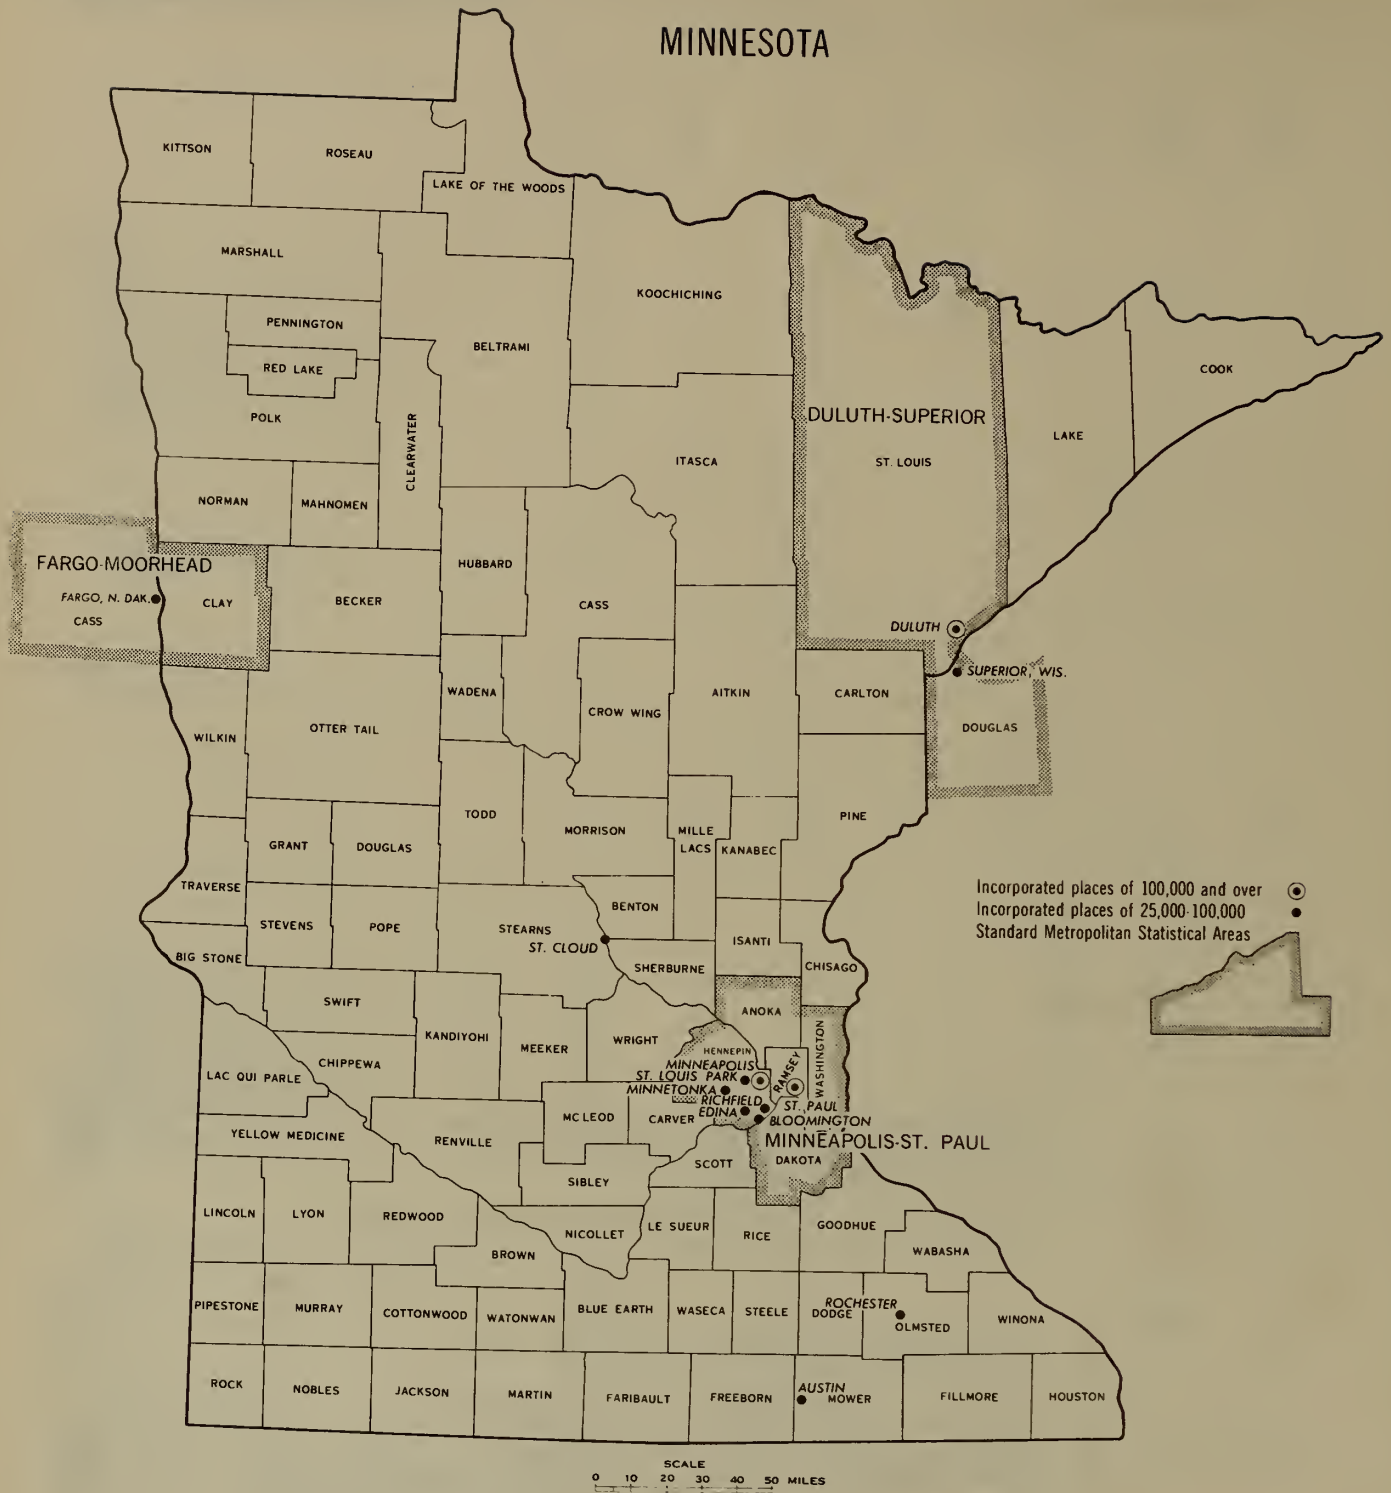 MINNESOTA
KITTSON
ROSEAU
LAKE OF THE WOODS
MARSHALL
KOOCHICHING
PENNINGTON
BELTRAMI
RED LAKE
COOK
POLK
CLEARWATER
DULUTH-SUPERIOR
LAKE
ITASCA
ST. LOUIS
NORMAN
MAHNOMEN
FARGO-MOORHEAD
HUBBARD
FARGO, N. DAK.
CLAY
BECKER
CASS
CASS
DULUTH
SUPERIOR, WIS.
WADENA
AITKIN
CARLTON
CROW WING
OTTER TAIL
DOUGLAS
WILKIN
TODD
MORRISON
MILLE
LACS
KANABEC
PINE
GRANT
DOUGLAS
TRAVERSE
Incorporated places of 100,000 and over
Incorporated places of 25,000-100,000
Standard Metropolitan Statistical Areas
BENTON
STEVENS
POPE
STEARNS
ST. CLOUD
ISANTI
BIG STONE
SHERBURNE
CHISAGO
SWIFT
ANOKA
KANDIYOHI
MEEKER
WRIGHT
HENNEPIN
WASHINGTON
CHIPPEWA
MINNEAPOLIS
RAMSEY
LAC QUI PARLE
ST. LOUIS PARK
MINNETONKA
RICHFIELD
ST. PAUL
EDINA
BLOOMINGTON
MC LEOD
CARVER
YELLOW MEDICINE
RENVILLE
MINNEAPOLIS-ST. PAUL
SCOTT
DAKOTA
SIBLEY
LINCOLN
LYON
REDWOOD
NICOLLET
LE SUEUR
RICE
GOODHUE
BROWN
WABASHA
PIPESTONE
MURRAY
COTTONWOOD
WATONWAN
BLUE EARTH
WASECA
STEELE
DODGE
ROCHESTER
OLMSTED
WINONA
ROCK
NOBLES
JACKSON
MARTIN
FARIBAULT
FREEBORN
AUSTIN
MOWER
FILLMORE
HOUSTON
SCALE
0 10 20 30 40 50 MILES